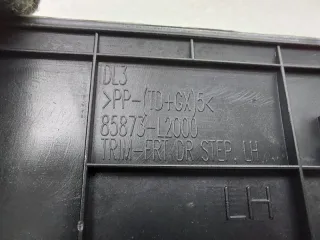 DL3
>PP-(TD+GX)5<
85873-L2000
TRIM-FRT DR STEP. LH
LH